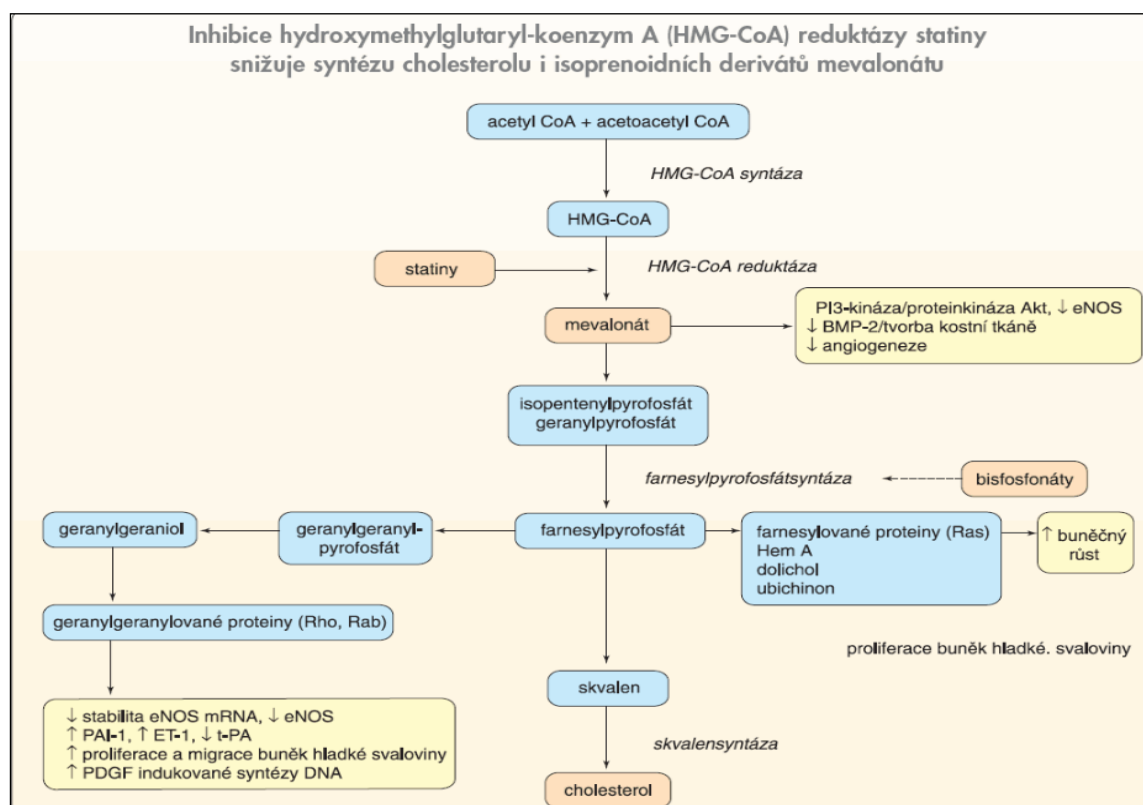 Inhibice hydroxymethylglutaryl-koenzym A (HMG-CoA) reduktázy statiny
snižuje syntézu cholesterolu i isoprenoidních derivátů mevalonátu
acetyl CoA + acetoacetyl CoA
HMG-CoA syntáza
HMG-CoA
statiny
HMG-CoA reduktáza
mevalonát
PI3-kináza/proteinkináza Akt, ↓ eNOS
↓ BMP-2/tvorba kostní tkáně
↓ angiogeneze
isopentenylpyrofosfát
geranylpyrofosfát
farnesylpyrofosfátsyntáza
bisfosfonáty
geranylgeraniol
geranylgeranyl-
pyrofosfát
farnesylpyrofosfát
farnesylované proteiny (Ras)
Hem A
dolichol
ubichinon
↑ buněčný
růst
geranylgeranylované proteiny (Rho, Rab)
proliferace buněk hladké. svaloviny
skvalen
↓ stabilita eNOS mRNA, ↓ eNOS
↑ PAI-1, ↑ ET-1, ↓ t-PA
↑ proliferace a migrace buněk hladké svaloviny
↑ PDGF indukované syntézy DNA
skvalensyntáza
cholesterol